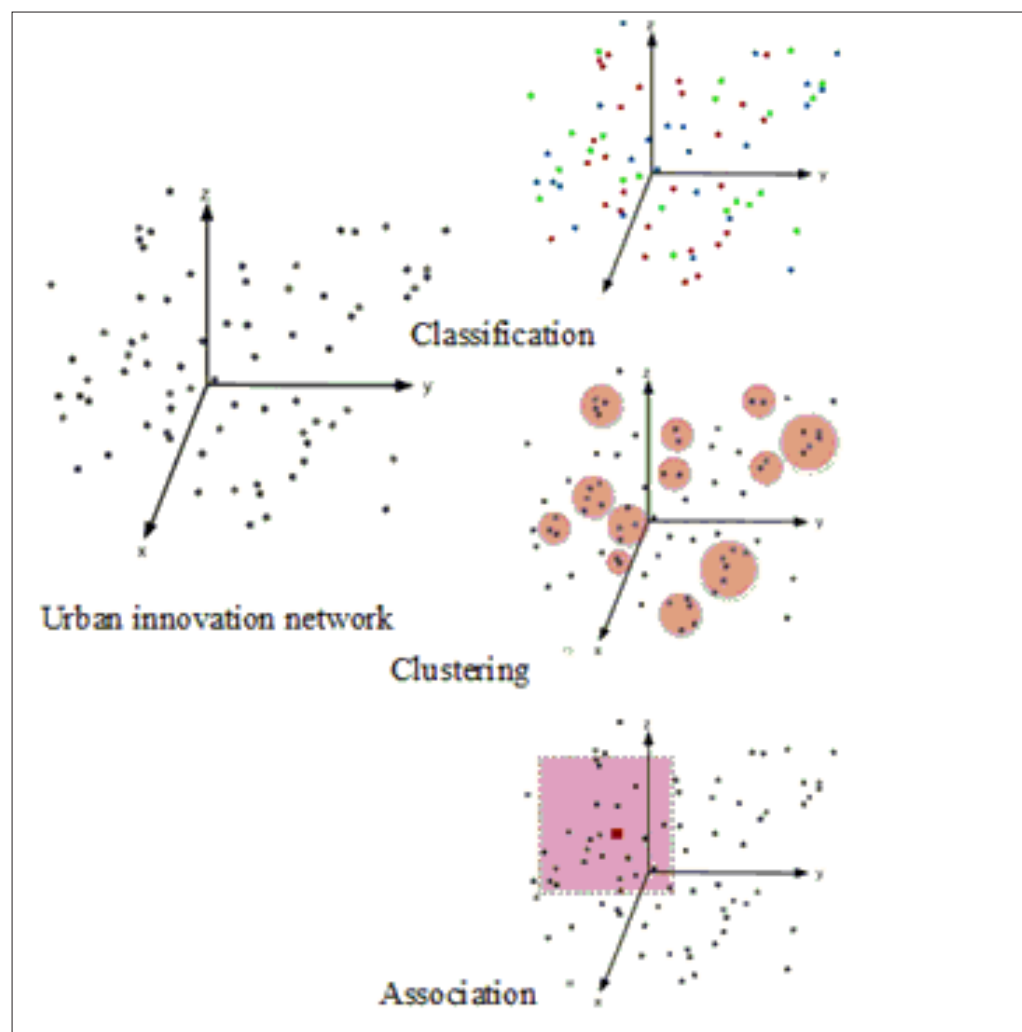 z
y
Classification
z
y
x
Urban innovation network
z
y
x
Clustering
z
y
x
Association